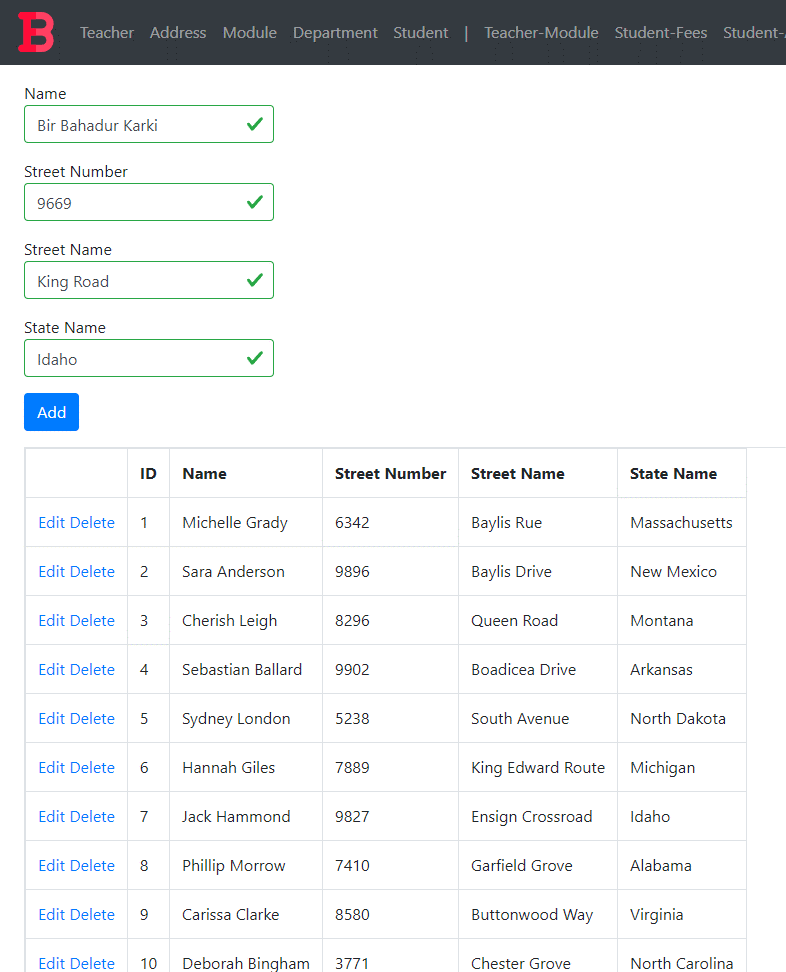 B Teacher Address Module Department Student | Teacher-Module Student-Fees Student-
Name
Bir Bahadur Karki
Street Number
9669
Street Name
King Road
State Name
Idaho
Add
ID Name Street Number Street Name State Name
Edit Delete 1 Michelle Grady 6342 Baylis Rue Massachusetts
Edit Delete 2 Sara Anderson 9896 Baylis Drive New Mexico
Edit Delete 3 Cherish Leigh 8296 Queen Road Montana
Edit Delete 4 Sebastian Ballard 9902 Boadicea Drive Arkansas
Edit Delete 5 Sydney London 5238 South Avenue North Dakota
Edit Delete 6 Hannah Giles 7889 King Edward Route Michigan
Edit Delete 7 Jack Hammond 9827 Ensign Crossroad Idaho
Edit Delete 8 Phillip Morrow 7410 Garfield Grove Alabama
Edit Delete 9 Carissa Clarke 8580 Buttonwood Way Virginia
Edit Delete 10 Deborah Bingham 3771 Chester Grove North Carolina